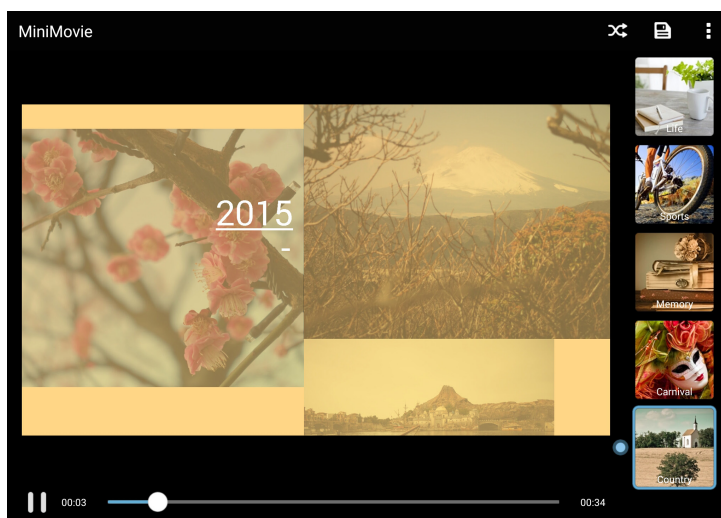 MiniMovie
2015
-
Life
Sports
Memory
Carnival
Country
00:03
00:34